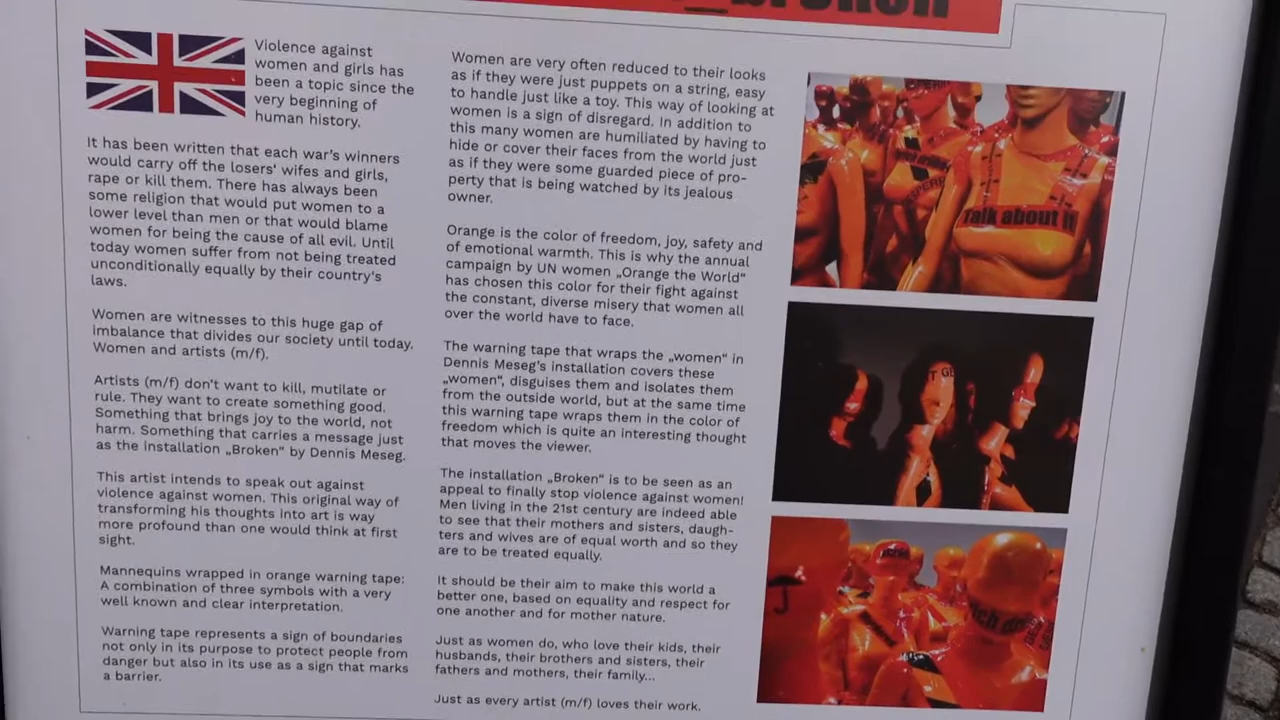 broken
Violence against
women and girls has
been a topic since the
very beginning of
human history.
It has been written that each war's winners
would carry off the losers' wifes and girls,
rape or kill them. There has always been
some religion that would put women to a
lower level than men or that would blame
women for being the cause of all evil. Until
today women suffer from not being treated
unconditionally equally by their country's
laws.
Women are witnesses to this huge gap of
imbalance that divides our society until today.
Women and artists (m/f).
Artists (m/f) don't want to kill, mutilate or
rule. They want to create something good.
Something that brings joy to the world, not
harm. Something that carries a message just
as the installation „Broken" by Dennis Meseg.
This artist intends to speak out against
violence against women. This original way of
transforming his thoughts into art is way
more profound than one would think at first
sight.
Mannequins wrapped in orange warning tape:
A combination of three symbols with a very
well known and clear interpretation.
Warning tape represents a sign of boundaries
not only in its purpose to protect people from
danger but also in its use as a sign that marks
a barrier.
Women are very often reduced to their looks
as if they were just puppets on a string, easy
to handle just like a toy. This way of looking at
women is a sign of disregard. In addition to
this many women are humiliated by having to
hide or cover their faces from the world just
as if they were some guarded piece of pro-
perty that is being watched by its jealous
owner.
Orange is the color of freedom, joy, safety and
of emotional warmth. This is why the annual
campaign by UN women „Orange the World"
has chosen this color for their fight against
the constant, diverse misery that women all
over the world have to face.
The warning tape that wraps the „women" in
Dennis Meseg's installation covers these
„women", disguises them and isolates them
from the outside world, but at the same time
this warning tape wraps them in the color of
freedom which is quite an interesting thought
that moves the viewer.
The installation „Broken" is to be seen as an
appeal to finally stop violence against women!
Men living in the 21st century are indeed able
to see that their mothers and sisters, daugh-
ters and wives are of equal worth and so they
are to be treated equally.
It should be their aim to make this world a
better one, based on equality and respect for
one another and for mother nature.
Just as women do, who love their kids, their
husbands, their brothers and sisters, their
fathers and mothers, their family...
Just as every artist (m/f) loves their work.
Talk about it